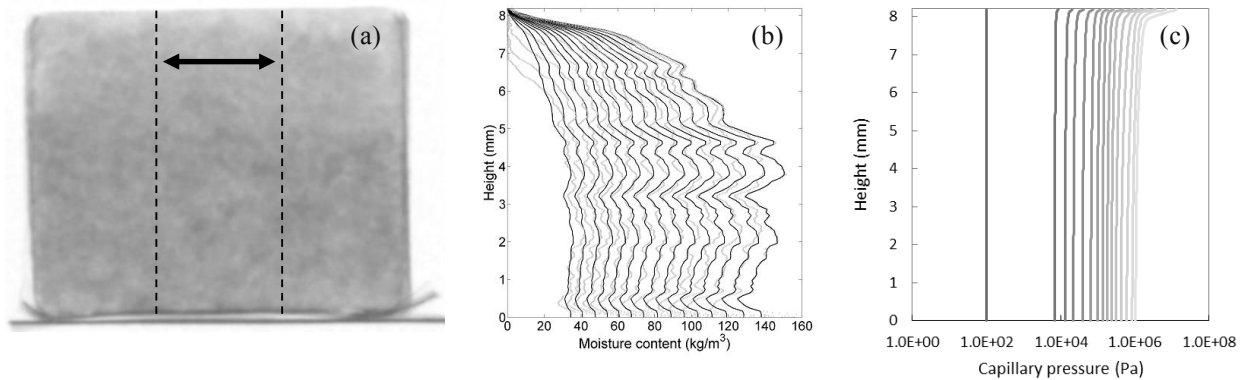 (a)
(b)
8
7
6
5
4
3
2
1
0
Height (mm)
0 20 40 60 80 100 120 140 160
Moisture content (kg/m³)
(c)
8
7
6
5
4
3
2
1
0
Height (mm)
1.0E+00 1.0E+02 1.0E+04 1.0E+06 1.0E+08
Capillary pressure (Pa)